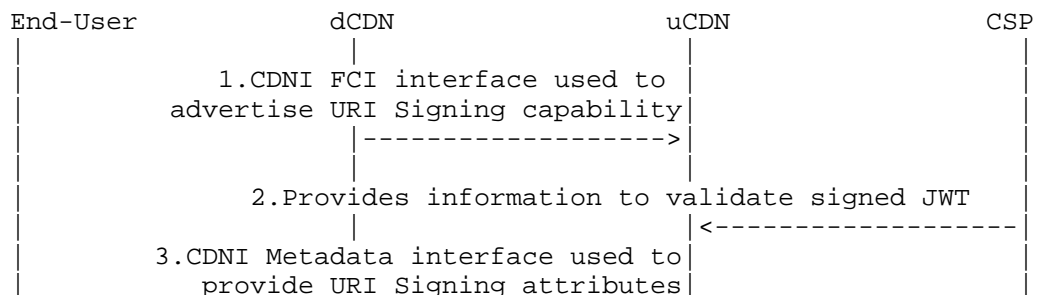 End-User dCDN uCDN CSP
| | | |
| 1.CDNI FCI interface used to | |
| advertise URI Signing capability| |
| |------------------->| |
| | | |
| 2.Provides information to validate signed JWT |
| | |<-------------------|
| 3.CDNI Metadata interface used to| |
| provide URI Signing attributes| |